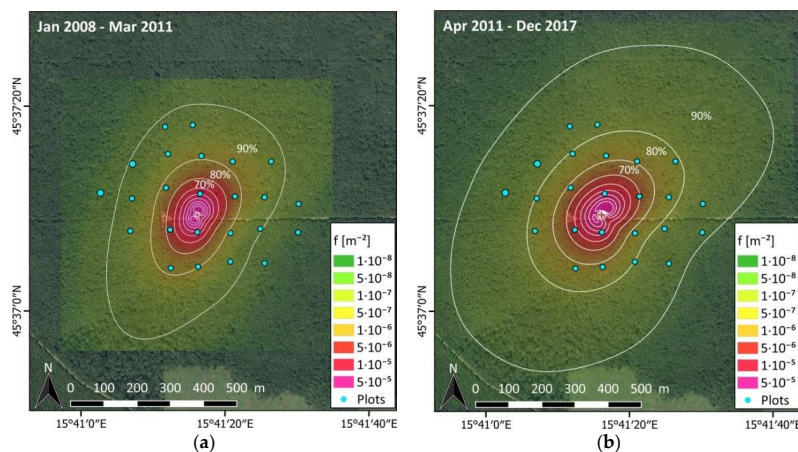 Jan 2008 - Mar 2011
45°37'20"N
45°37'0"N
90%
80%
70%
f [m⁻²]
1·10⁻⁸
5·10⁻⁸
1·10⁻⁷
5·10⁻⁷
1·10⁻⁶
5·10⁻⁶
1·10⁻⁵
5·10⁻⁵
Plots
N
0 100 200 300 400 500 m
15°41'0"E 15°41'20"E 15°41'40"E
(a)
Apr 2011 - Dec 2017
45°37'20"N
45°37'0"N
90%
80%
70%
f [m⁻²]
1·10⁻⁸
5·10⁻⁸
1·10⁻⁷
5·10⁻⁷
1·10⁻⁶
5·10⁻⁶
1·10⁻⁵
5·10⁻⁵
Plots
N
0 100 200 300 400 500 m
15°41'0"E 15°41'20"E 15°41'40"E
(b)